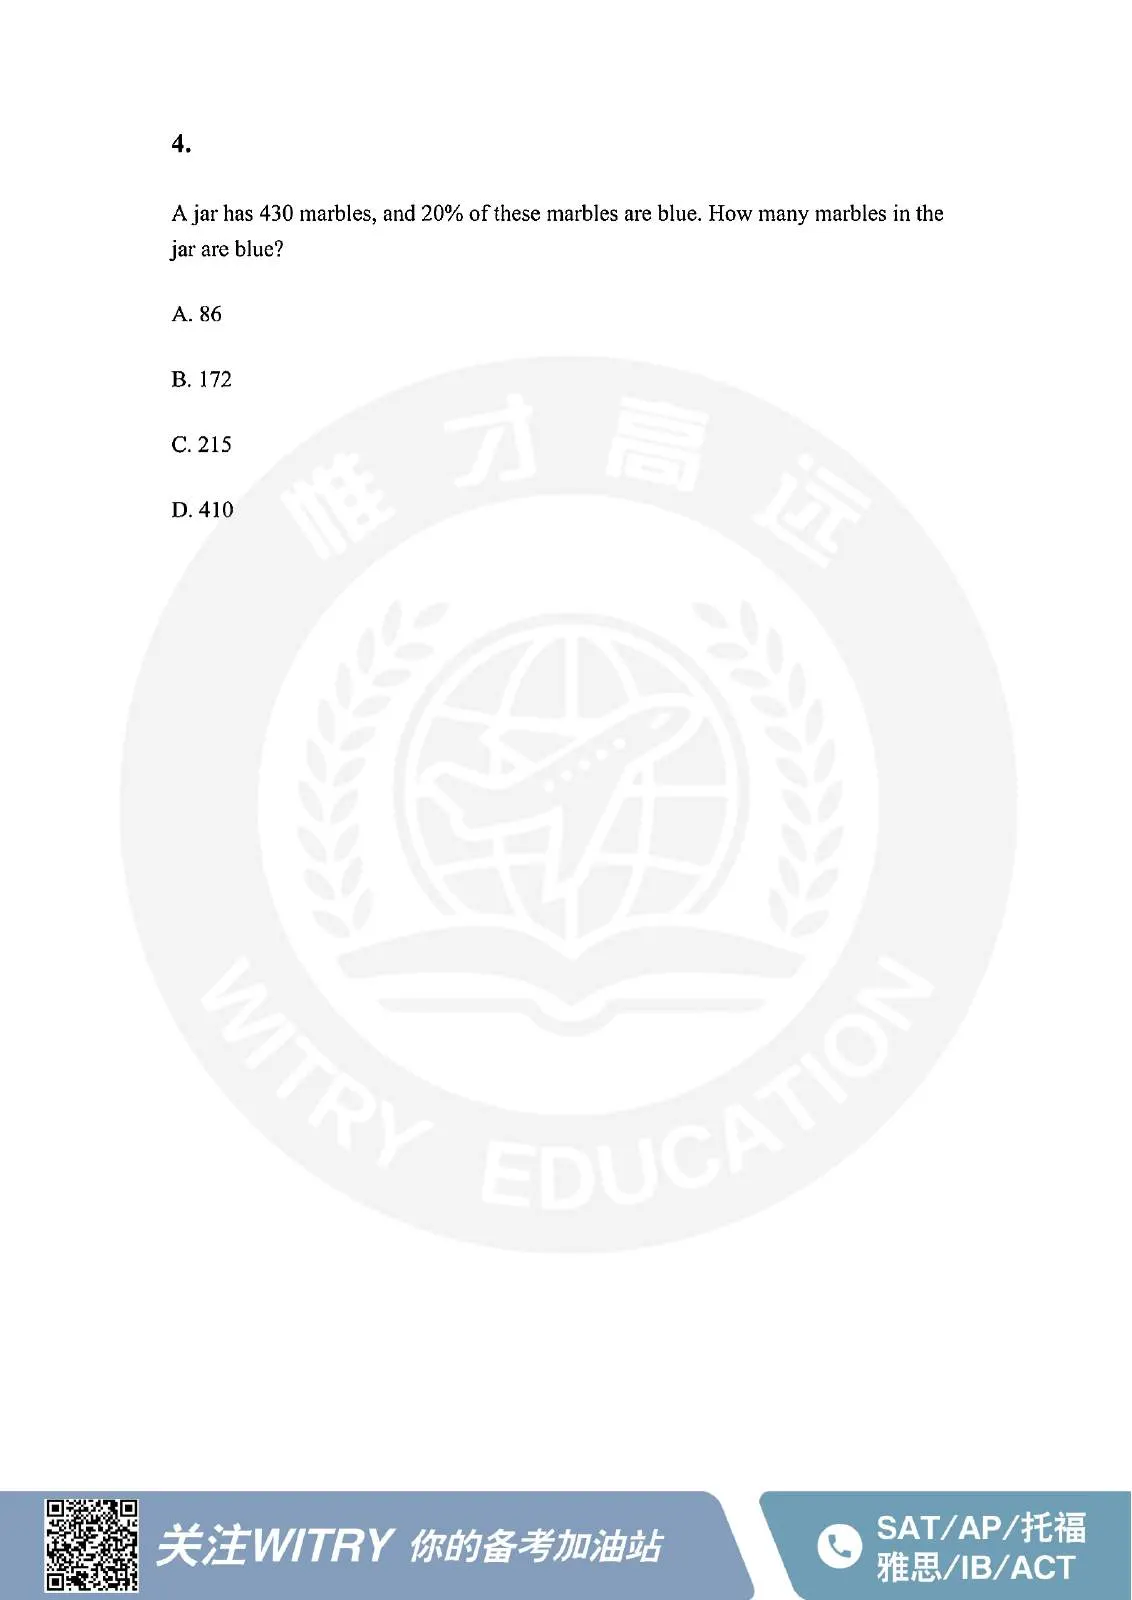 4.
A jar has 430 marbles, and 20% of these marbles are blue. How many marbles in the
jar are blue?
A. 86
B. 172
C. 215
D. 410
惟才高远
WITRY EDUCATION
关注WITRY 你的备考加油站
SAT/AP/托福
雅思/IB/ACT